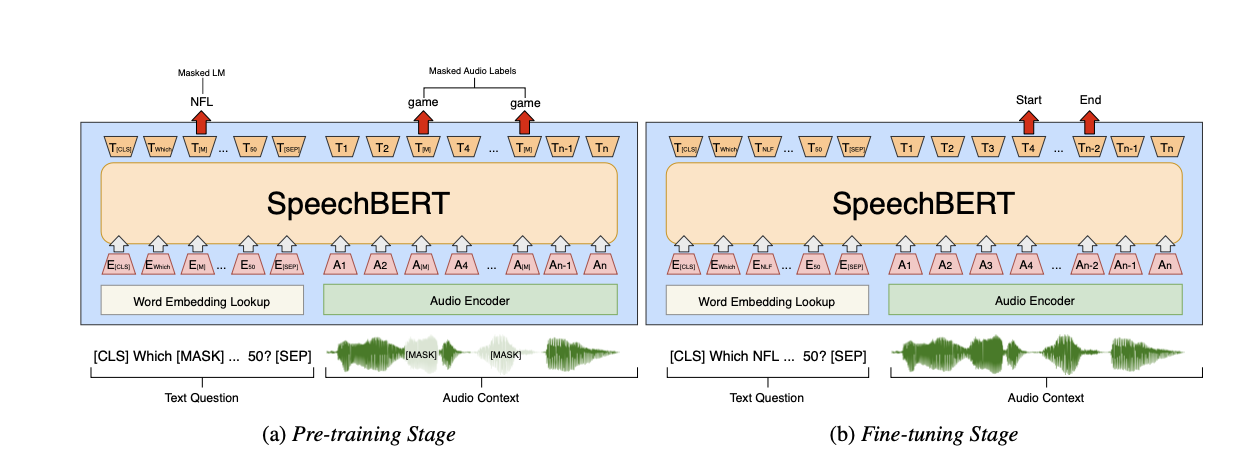 Masked LM
NFL
Masked Audio Labels
game game
T[CLS] TWhich T[M] ... T50 T[SEP] T1 T2 T[M] T4 ... T[M] Tn-1 Tn
SpeechBERT
E[CLS] EWhich E[M] ... E50 E[SEP] A1 A2 A[M] A4 ... A[M] An-1 An
Word Embedding Lookup Audio Encoder
[CLS] Which [MASK] ... 50? [SEP] [MASK] [MASK]
Text Question Audio Context
(a) Pre-training Stage
Start End
T[CLS] TWhich TNLF ... T50 T[SEP] T1 T2 T3 T4 ... Tn-2 Tn-1 Tn
SpeechBERT
E[CLS] EWhich ENLF ... E50 E[SEP] A1 A2 A3 A4 ... An-2 An-1 An
Word Embedding Lookup Audio Encoder
[CLS] Which NFL ... 50? [SEP]
Text Question Audio Context
(b) Fine-tuning Stage